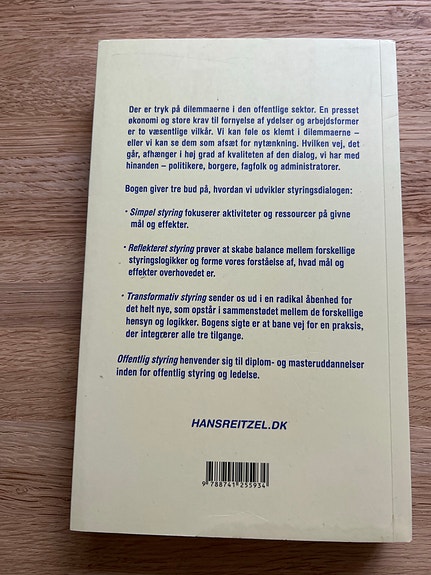 Der er tryk på dilemmaerne i den offentlige sektor. En presset
økonomi og store krav til fornyelse af ydelser og arbejdsformer
er to væsentlige vilkår. Vi kan føle os klemt i dilemmaerne –
eller vi kan se dem som afsæt for nytænkning. Hvilken vej, det
går, afhænger i høj grad af kvaliteten af den dialog, vi har med
hinanden – politikere, borgere, fagfolk og administratorer.
Bogen giver tre bud på, hvordan vi udvikler styringsdialogen:
• Simpel styring fokuserer aktiviteter og ressourcer på givne
mål og effekter.
• Reflekteret styring prøver at skabe balance mellem forskellige
styringslogikker og forme vores forståelse af, hvad mål og
effekter overhovedet er.
• Transformativ styring sender os ud i en radikal åbenhed for
det helt nye, som opstår i sammenstødet mellem de forskellige
hensyn og logikker. Bogens sigte er at bane vej for en praksis,
der integrerer alle tre tilgange.
Offentlig styring henvender sig til diplom- og masteruddannelser
inden for offentlig styring og ledelse.
HANSREITZEL.DK
9 788741 255934